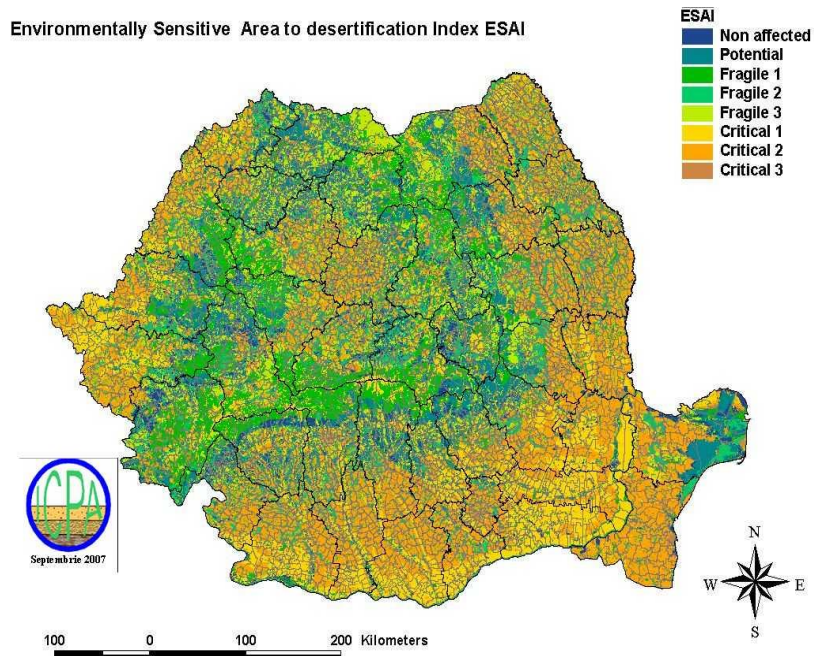 Environmentally Sensitive Area to desertification Index ESAI
ESAI
Non affected
Potential
Fragile 1
Fragile 2
Fragile 3
Critical 1
Critical 2
Critical 3
ICPA
Septembrie 2007
N
W E
S
100 0 100 200 Kilometers